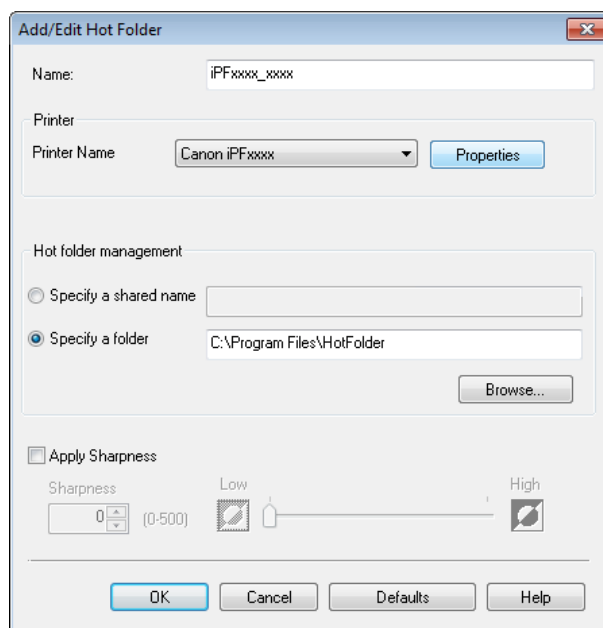 Add/Edit Hot Folder
Name: iPFxxxx_xxxx
Printer
Printer Name Canon iPFxxxx Properties
Hot folder management
Specify a shared name
Specify a folder C:\Program Files\HotFolder
Browse...
Apply Sharpness
Sharpness Low High
0 (0-500)
OK Cancel Defaults Help